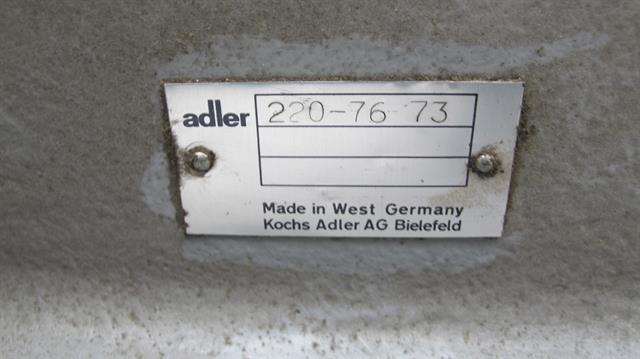 adler 220-76-73
Made in West Germany
Kochs Adler AG Bielefeld